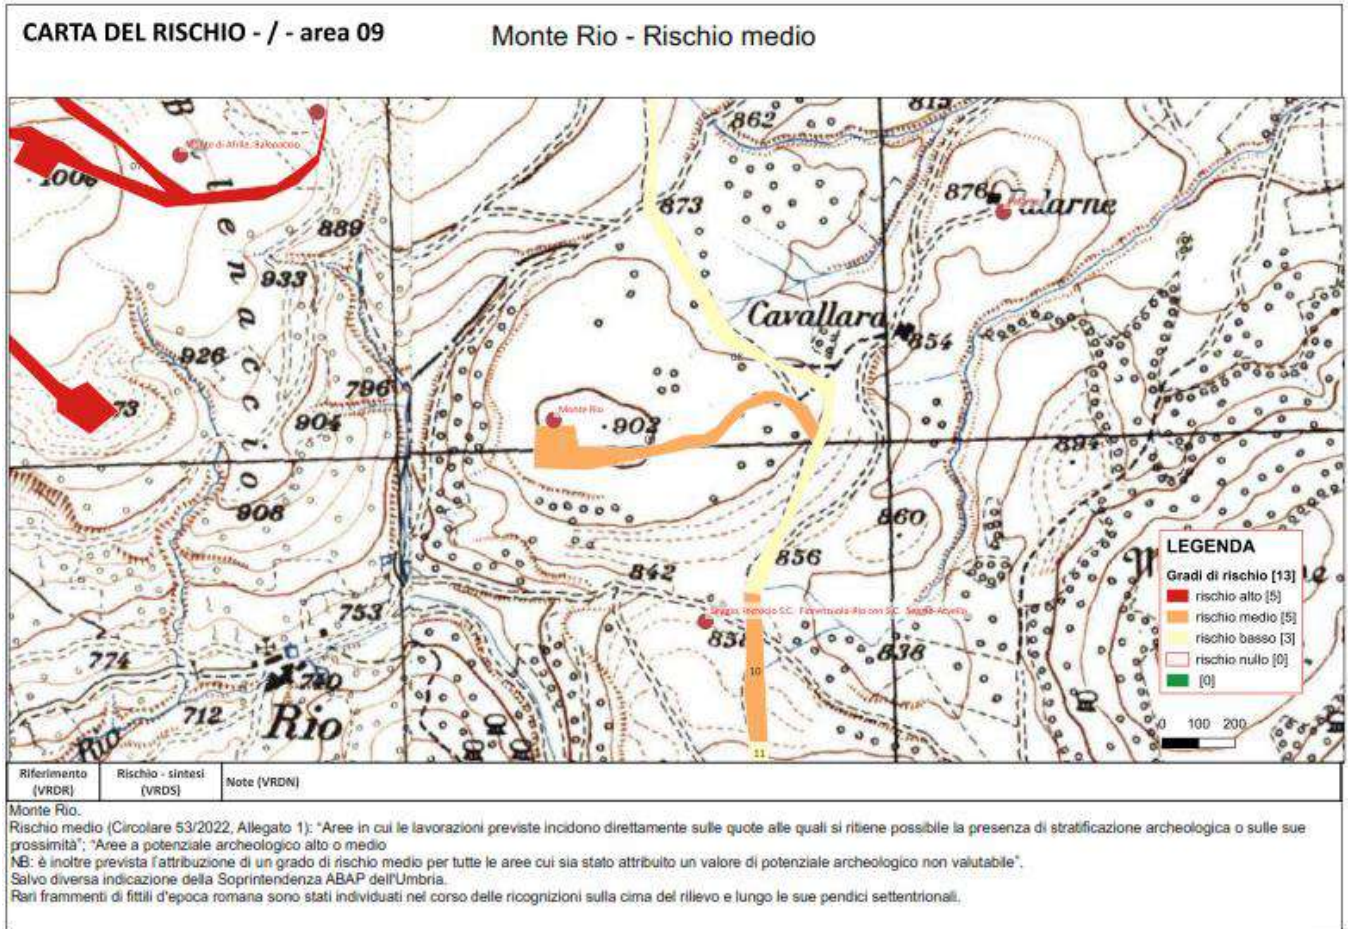 CARTA DEL RISCHIO - / - area 09
Monte Rio - Rischio medio
815
862
B l e n a c c i o
Monte di Afrile, Balenaccio
1006
873
876
889
933
Cavallara
854
926
796
73
904
Monte Rio
902
908
860
856
842
753
858
838
774
740
10
712
Rio
Rio
11
LEGENDA
Gradi di rischio [13]
rischio alto [5]
rischio medio [5]
rischio basso [3]
rischio nullo [0]
[0]
0 100 200
Riferimento (VRDR)
Rischio - sintesi (VRDS)
Note (VRDN)
Monte Rio.
Rischio medio (Circolare 53/2022, Allegato 1): “Aree in cui le lavorazioni previste incidono direttamente sulle quote alle quali si ritiene possibile la presenza di stratificazione archeologica o sulle sue
prossimità”; “Aree a potenziale archeologico alto o medio
NB: è inoltre prevista l’attribuzione di un grado di rischio medio per tutte le aree cui sia stato attribuito un valore di potenziale archeologico non valutabile”.
Salvo diversa indicazione della Soprintendenza ABAP dell'Umbria.
Rari frammenti di fittili d'epoca romana sono stati individuati nel corso delle ricognizioni sulla cima del rilievo e lungo le sue pendici settentrionali.